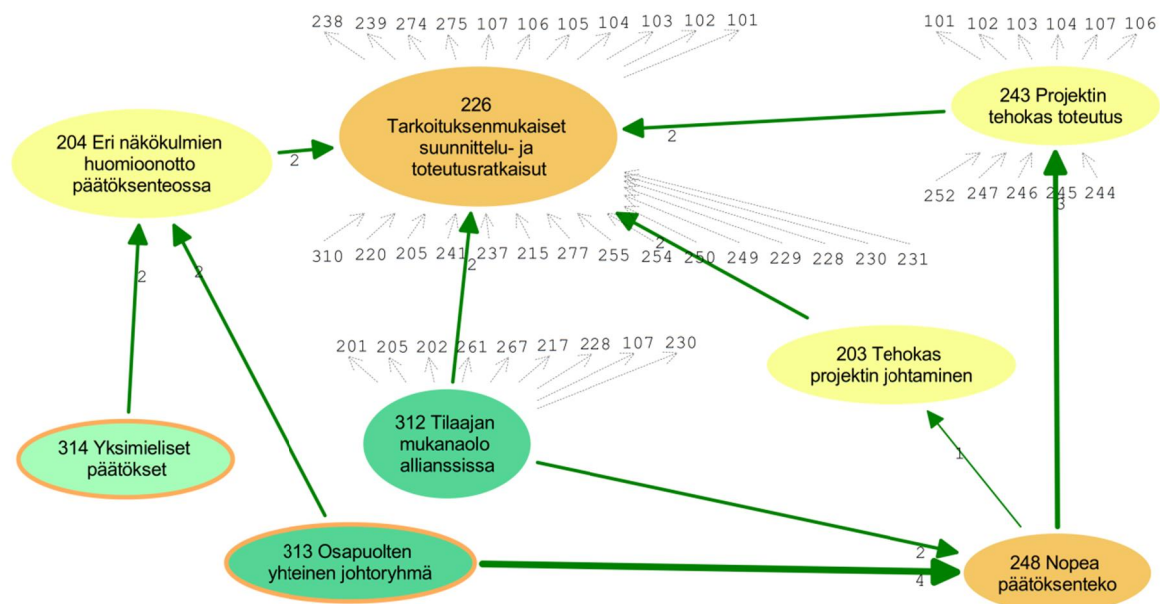 238 239 274 275 107 106 105 104 103 102 101
101 102 103 104 107 106
226
Tarkoituksenmukaiset
suunnittelu- ja
toteutusratkaisut
243 Projektin
tehokas toteutus
204 Eri näkökulmien
huomioonotto
päätöksenteossa
2
2
252 247 246 245 244
3
310 220 205 241 237 215 277 255 254 250 249 229 228 230 231
2
2
2
2
201 205 202 261 267 217 228 107 230
203 Tehokas
projektin johtaminen
314 Yksimieliset
päätökset
312 Tilaajan
mukanaolo
allianssissa
1
313 Osapuolten
yhteinen johtoryhmä
2
4
248 Nopea
päätöksenteko